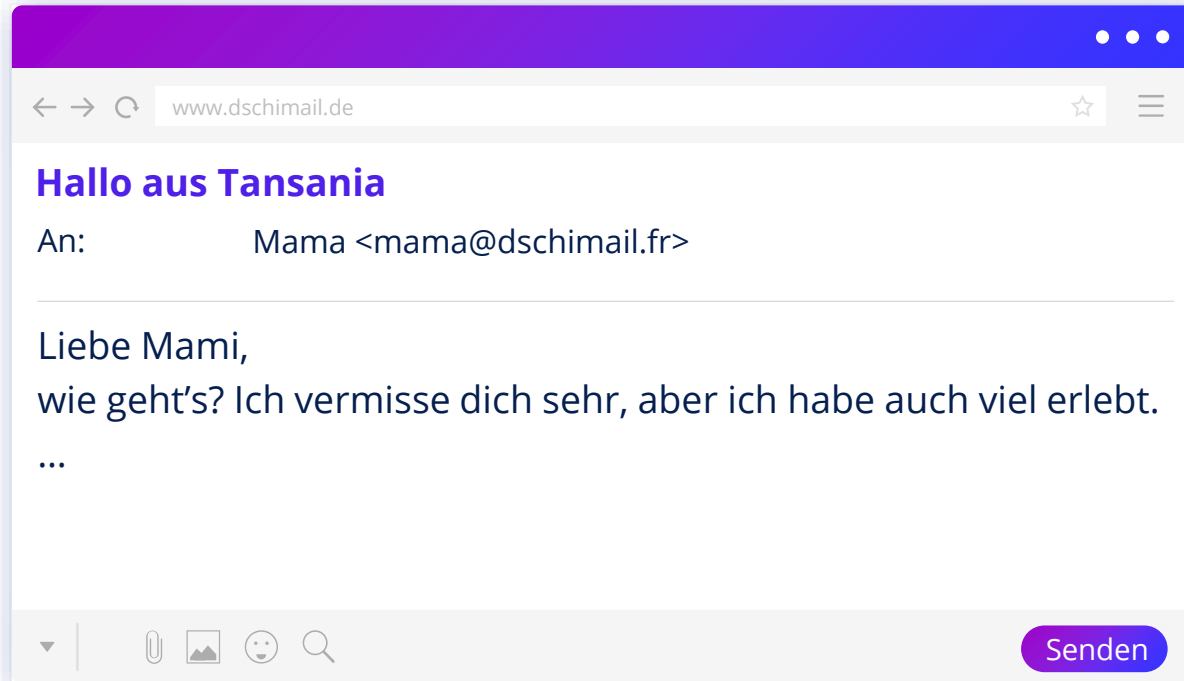 www.dschimail.de
Hallo aus Tansania
An: Mama <mama@dschimail.fr>
Liebe Mami,
wie geht’s? Ich vermisse dich sehr, aber ich habe auch viel erlebt.
...
Senden